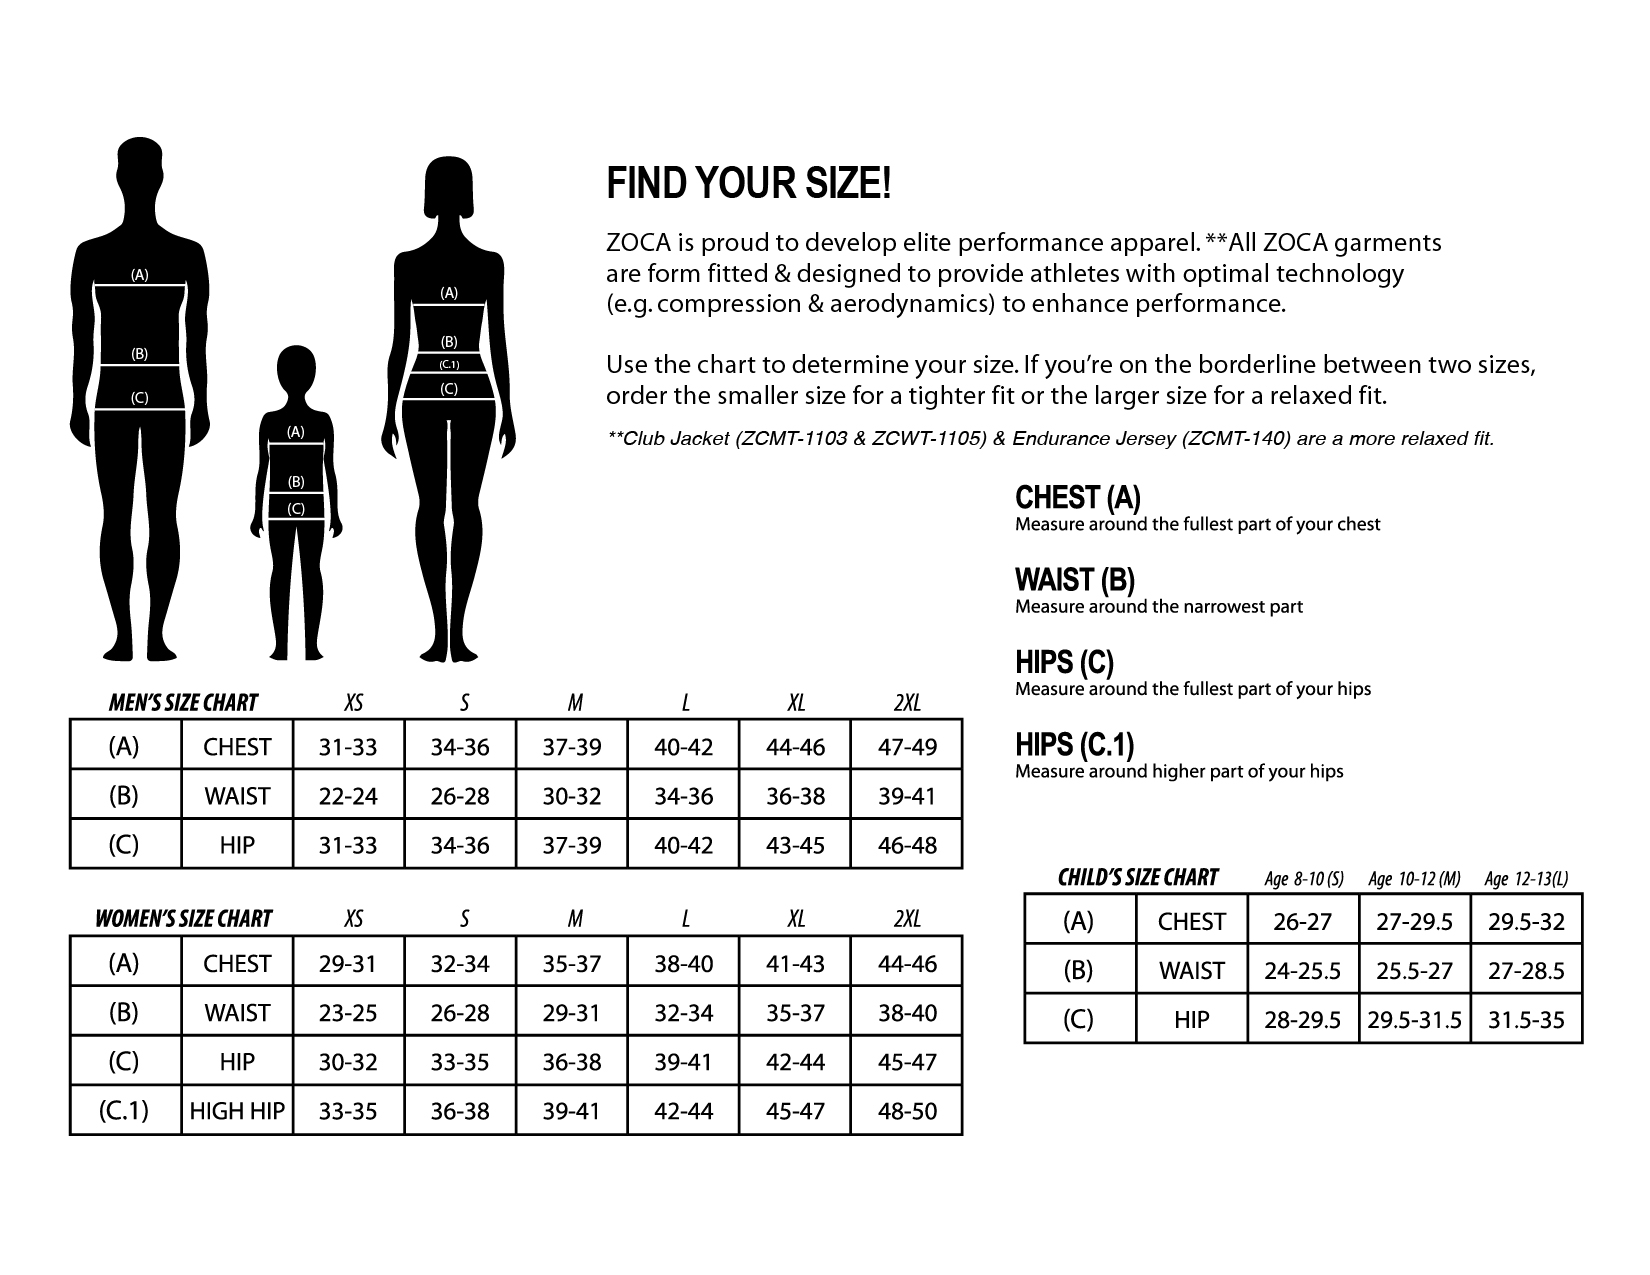 FIND YOUR SIZE!
ZOCA is proud to develop elite performance apparel. **All ZOCA garments
are form fitted & designed to provide athletes with optimal technology
(e.g. compression & aerodynamics) to enhance performance.
Use the chart to determine your size. If you’re on the borderline between two sizes,
order the smaller size for a tighter fit or the larger size for a relaxed fit.
**Club Jacket (ZCMT-1103 & ZCWT-1105) & Endurance Jersey (ZCMT-140) are a more relaxed fit.
(A)
(B)
(C)
(A)
(B)
(C)
(A)
(B)
(C.1)
(C)
CHEST (A)
Measure around the fullest part of your chest
WAIST (B)
Measure around the narrowest part
HIPS (C)
Measure around the fullest part of your hips
HIPS (C.1)
Measure around higher part of your hips
MEN’S SIZE CHART XS S M L XL 2XL
(A) CHEST 31-33 34-36 37-39 40-42 44-46 47-49
(B) WAIST 22-24 26-28 30-32 34-36 36-38 39-41
(C) HIP 31-33 34-36 37-39 40-42 43-45 46-48
WOMEN’S SIZE CHART XS S M L XL 2XL
(A) CHEST 29-31 32-34 35-37 38-40 41-43 44-46
(B) WAIST 23-25 26-28 29-31 32-34 35-37 38-40
(C) HIP 30-32 33-35 36-38 39-41 42-44 45-47
(C.1) HIGH HIP 33-35 36-38 39-41 42-44 45-47 48-50
CHILD’S SIZE CHART Age 8-10 (S) Age 10-12 (M) Age 12-13(L)
(A) CHEST 26-27 27-29.5 29.5-32
(B) WAIST 24-25.5 25.5-27 27-28.5
(C) HIP 28-29.5 29.5-31.5 31.5-35